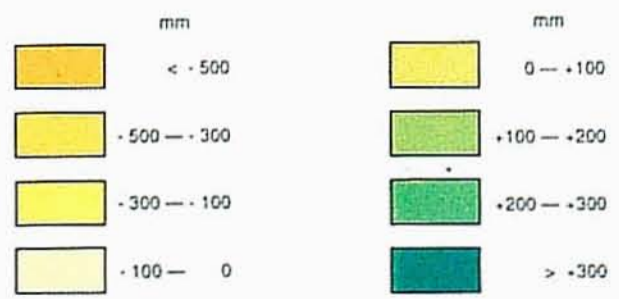 mm
< - 500
- 500 — - 300
- 300 — - 100
- 100 — 0
mm
0 — +100
+100 — +200
+200 — +300
> +300